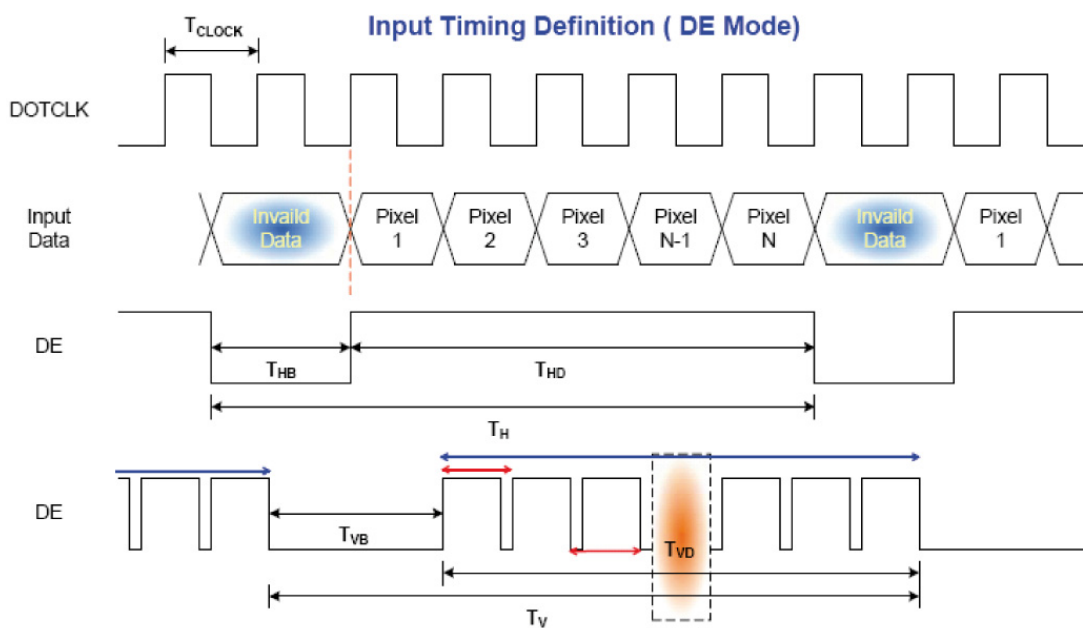 Input Timing Definition ( DE Mode)
TCLOCK
DOTCLK
Input
Data
Invaild
Data
Pixel
1
Pixel
2
Pixel
3
Pixel
N-1
Pixel
N
Invaild
Data
Pixel
1
DE
THB
THD
TH
DE
TVB
TVD
TV